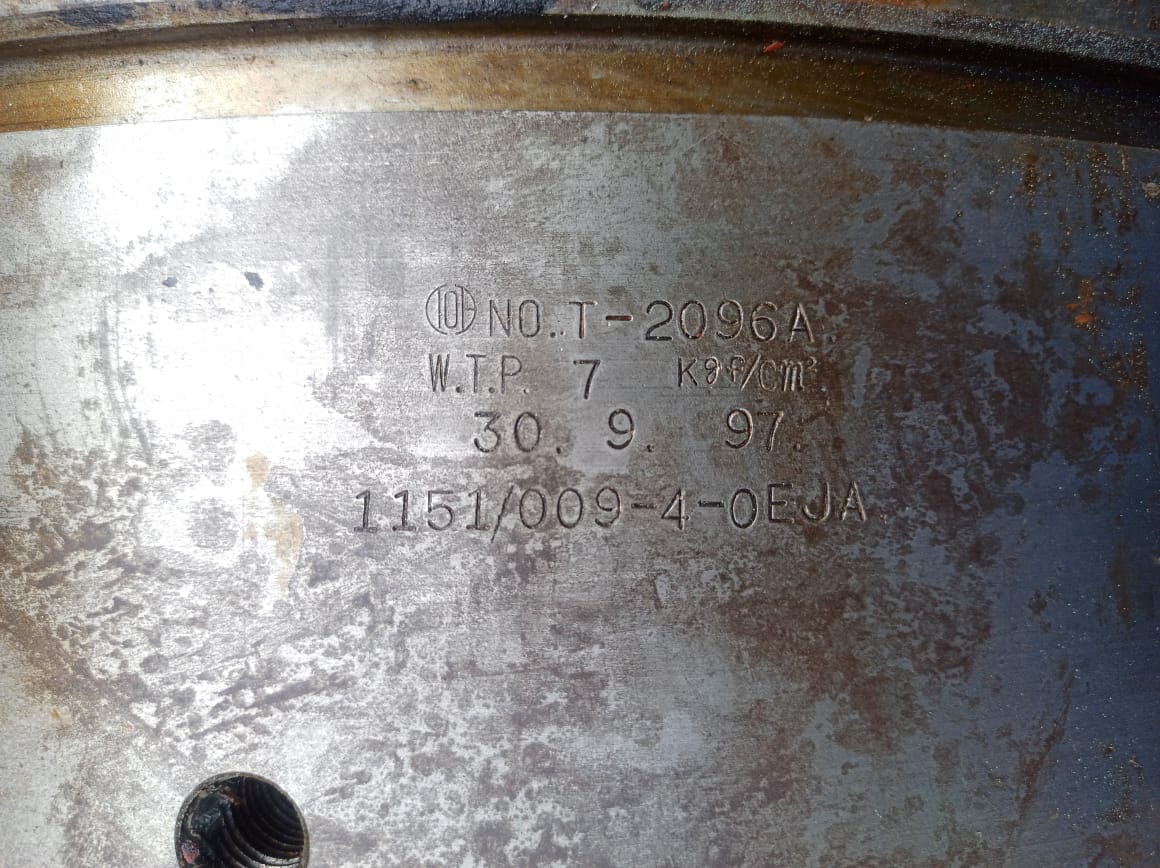 NO. T-2096A.
W.T.P. 7 Kgf/cm²
30. 9. 97.
1151/009-4-0EJA